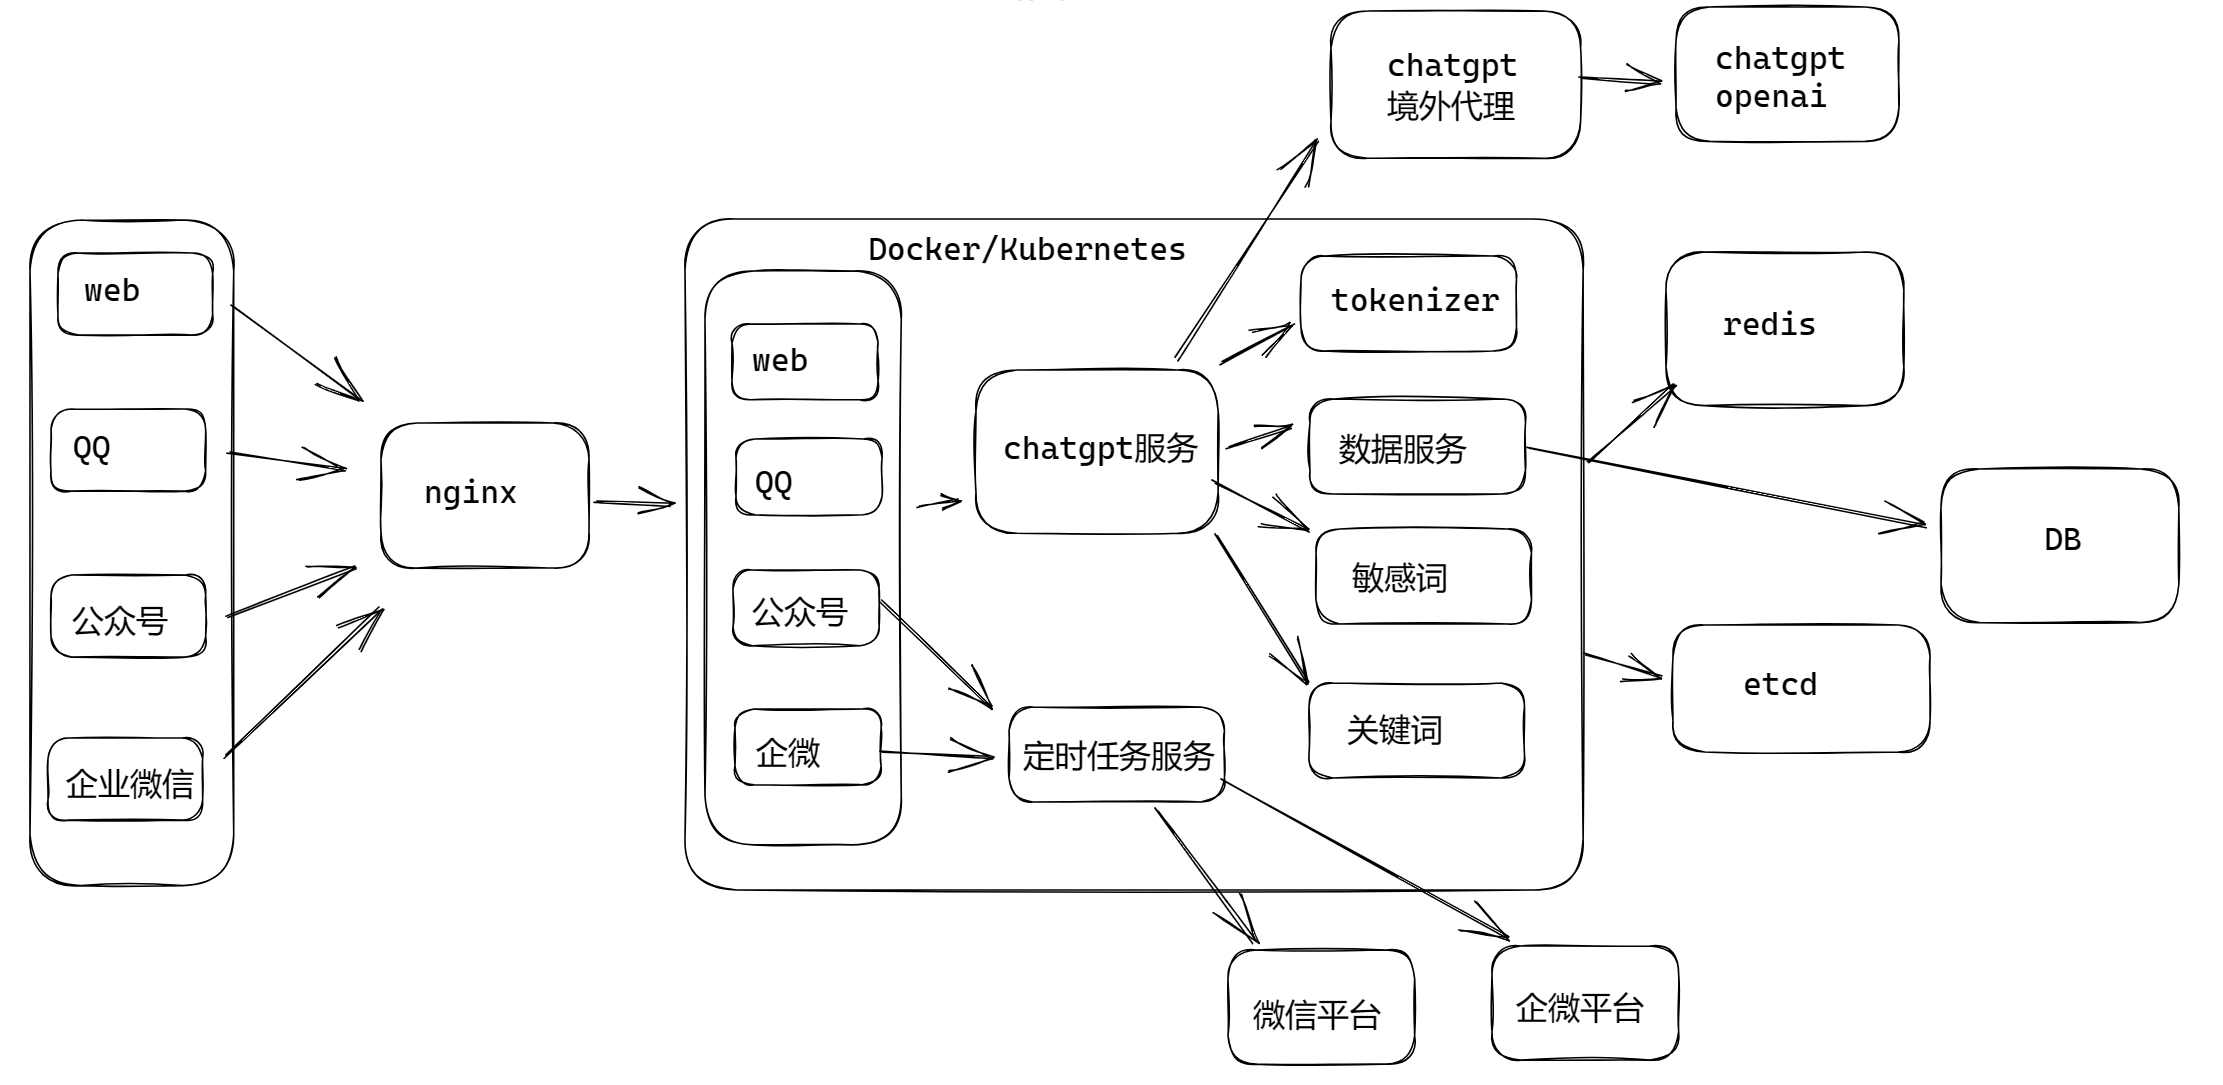 chatgpt
境外代理
chatgpt
openai
Docker/Kubernetes
web
QQ
公众号
企业微信
nginx
web
QQ
公众号
企微
chatgpt服务
定时任务服务
tokenizer
数据服务
敏感词
关键词
redis
DB
etcd
微信平台
企微平台